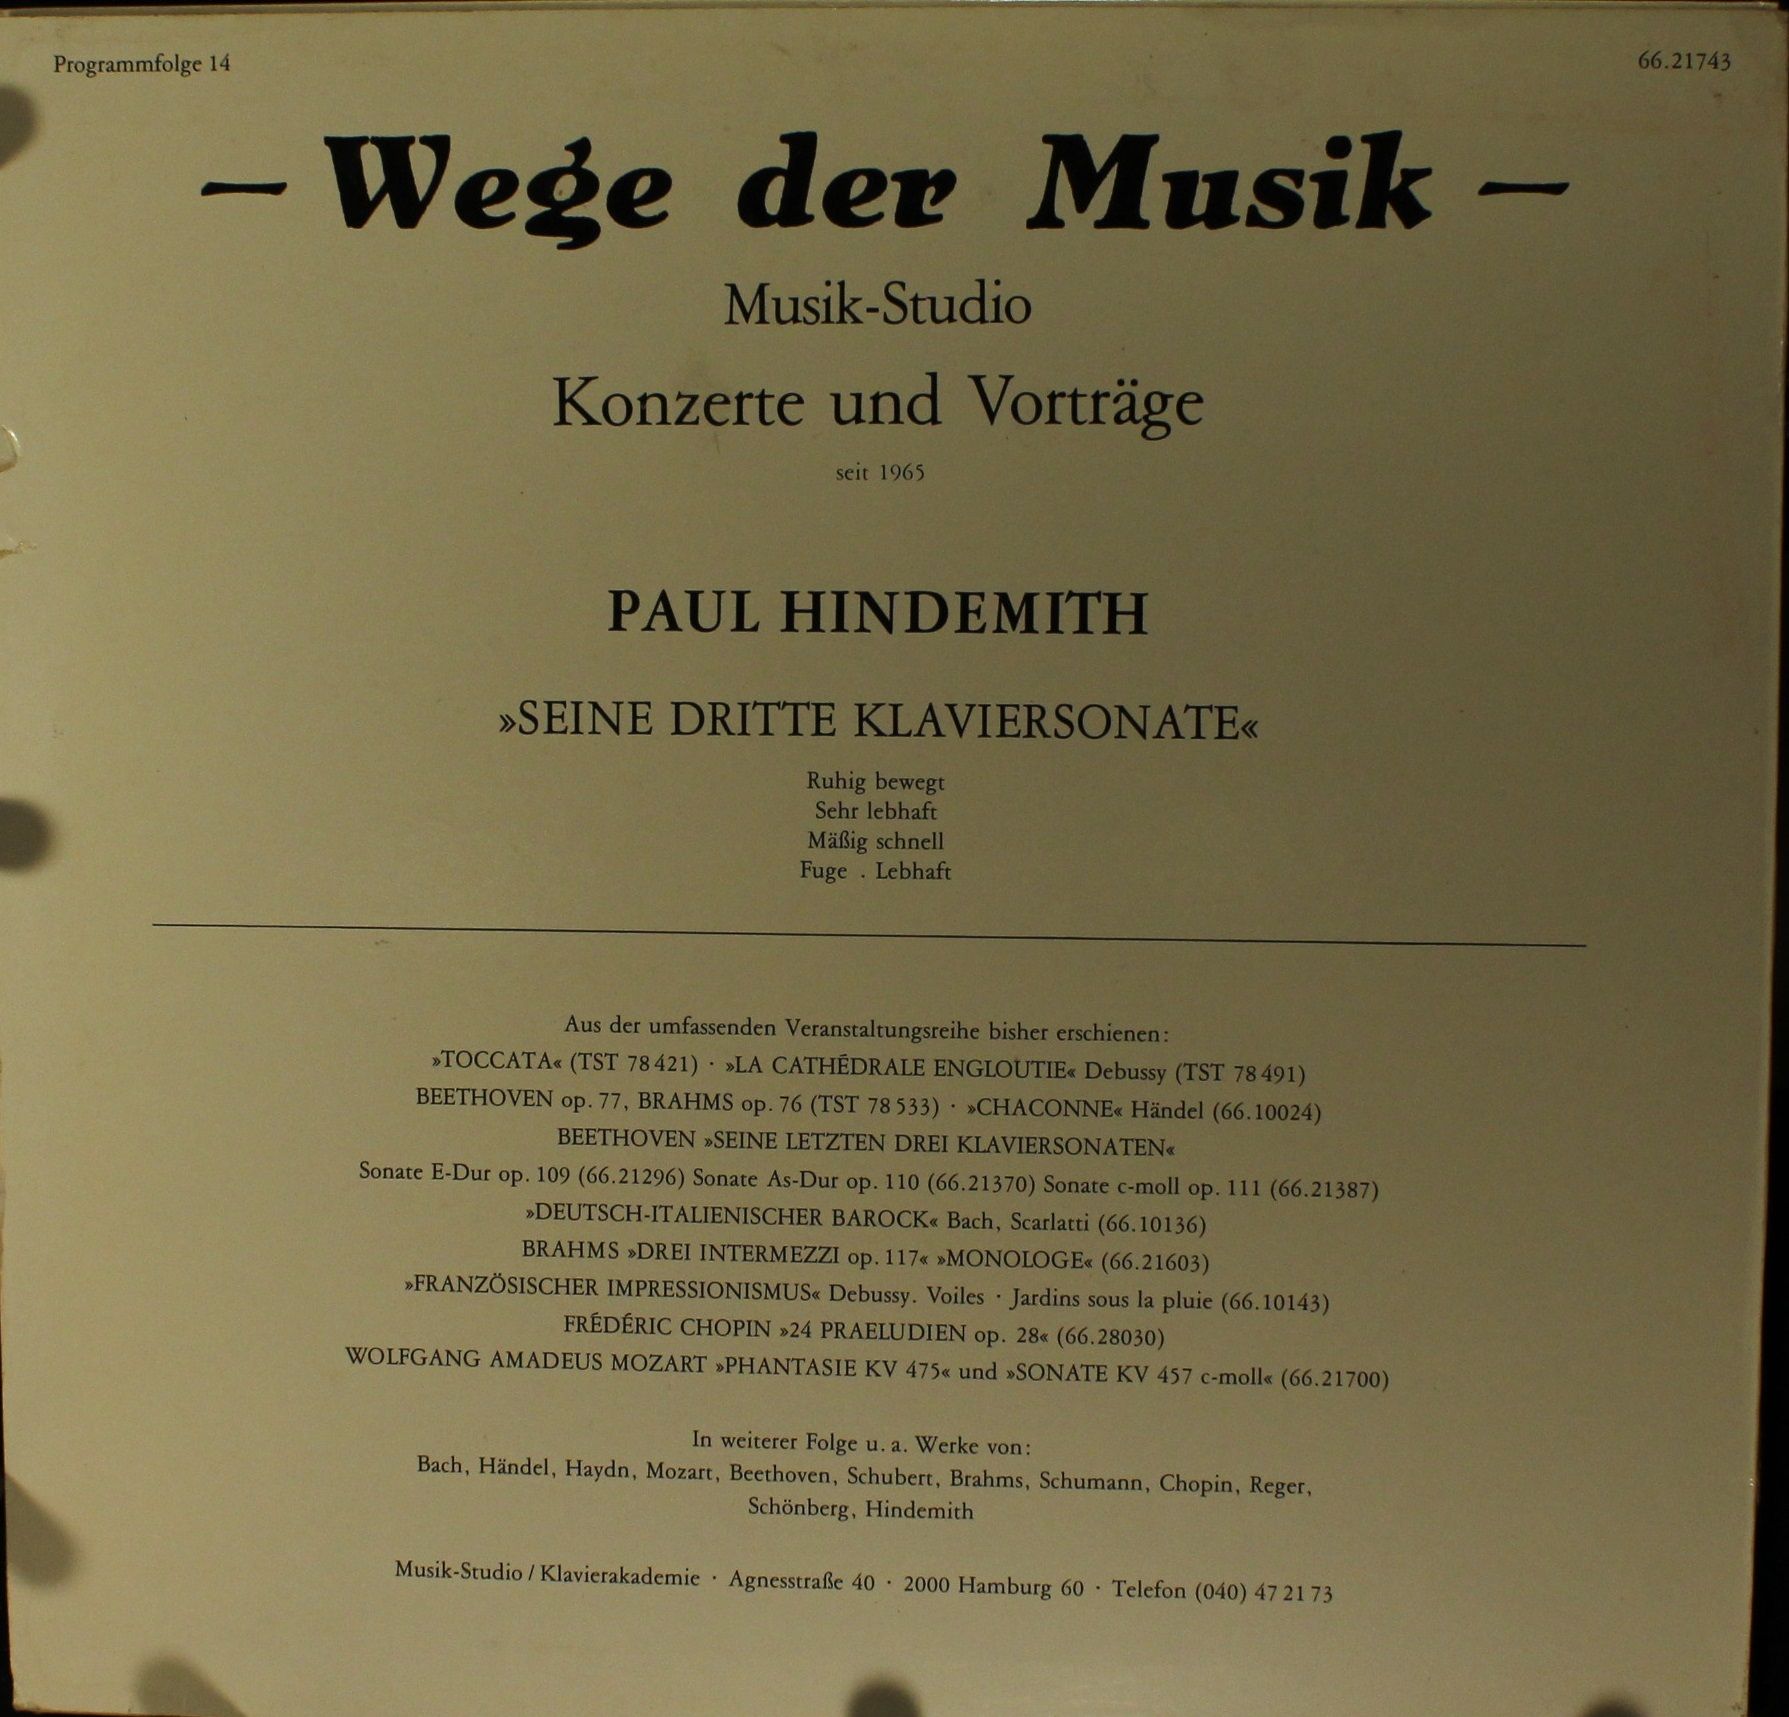 Programmfolge 14
66.21743
– Wege der Musik –
Musik-Studio
Konzerte und Vorträge
seit 1965
PAUL HINDEMITH
»SEINE DRITTE KLAVIERSONATE«
Ruhig bewegt
Sehr lebhaft
Mäßig schnell
Fuge . Lebhaft
Aus der umfassenden Veranstaltungsreihe bisher erschienen:
»TOCCATA« (TST 78421) · »LA CATHÉDRALE ENGLOUTIE« Debussy (TST 78491)
BEETHOVEN op. 77, BRAHMS op. 76 (TST 78533) · »CHACONNE« Händel (66.10024)
BEETHOVEN »SEINE LETZTEN DREI KLAVIERSONATEN«
Sonate E-Dur op. 109 (66.21296) Sonate As-Dur op. 110 (66.21370) Sonate c-moll op. 111 (66.21387)
»DEUTSCH-ITALIENISCHER BAROCK« Bach, Scarlatti (66.10136)
BRAHMS »DREI INTERMEZZI op. 117« »MONOLOGE« (66.21603)
»FRANZÖSISCHER IMPRESSIONISMUS« Debussy. Voiles · Jardins sous la pluie (66.10143)
FRÉDÉRIC CHOPIN »24 PRAELUDIEN op. 28« (66.28030)
WOLFGANG AMADEUS MOZART »PHANTASIE KV 475« und »SONATE KV 457 c-moll« (66.21700)
In weiterer Folge u. a. Werke von:
Bach, Händel, Haydn, Mozart, Beethoven, Schubert, Brahms, Schumann, Chopin, Reger,
Schönberg, Hindemith
Musik-Studio / Klavierakademie · Agnesstraße 40 · 2000 Hamburg 60 · Telefon (040) 47 21 73